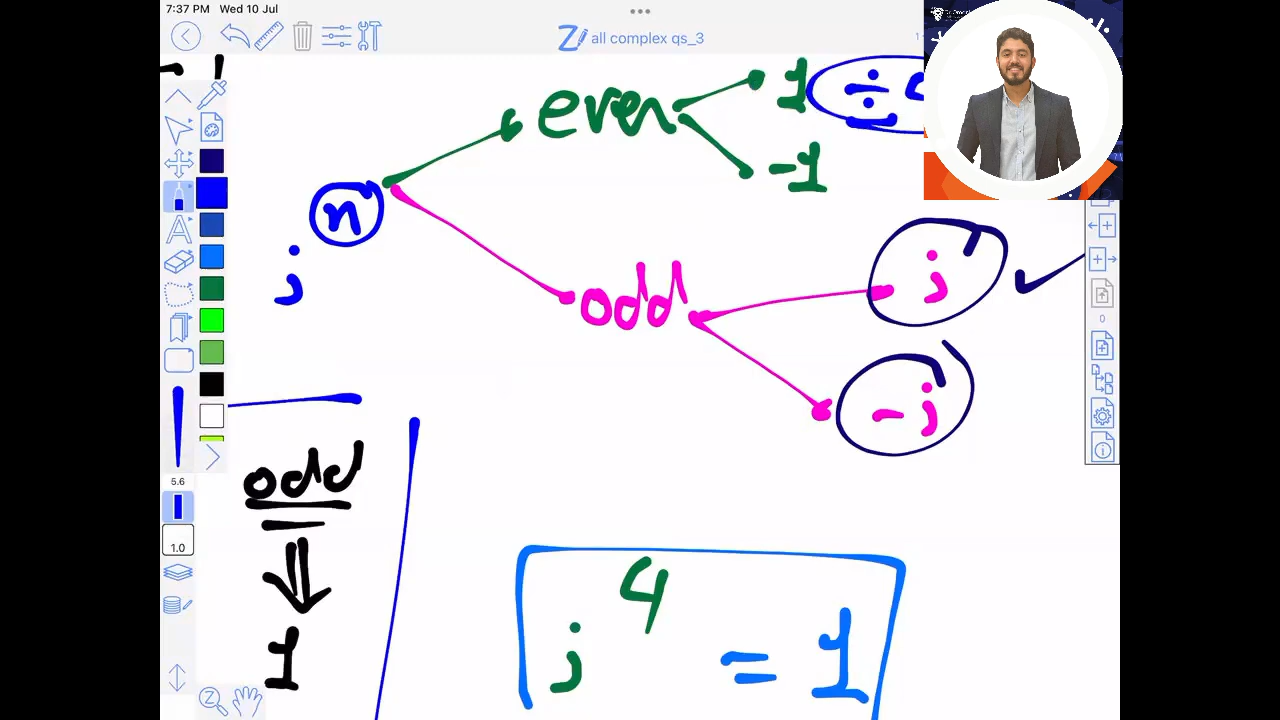 7:37 PM Wed 10 Jul
all complex qs_3
even
1 ÷
-1
j^n
odd
j
-j
odd
1
j^4 = 1
5.6
1.0
0